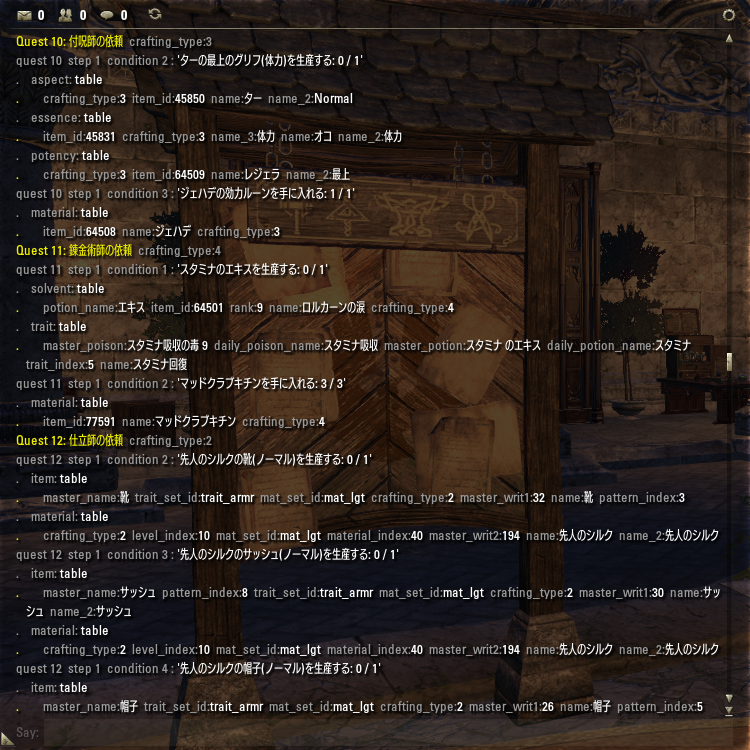 0 0 0
Quest 10: 付呪師の依頼 crafting_type:3
quest 10 step 1 condition 2 : 'ターの最上のグリフ(体力)を生産する: 0 / 1'
. aspect: table
. crafting_type:3 item_id:45850 name:ター name_2:Normal
. essence: table
. item_id:45831 crafting_type:3 name_3:体力 name:オコ name_2:体力
. potency: table
. crafting_type:3 item_id:64509 name:レジェラ name_2:最上
quest 10 step 1 condition 3 : 'ジェハデの効力ルーンを手に入れる: 1 / 1'
. material: table
. item_id:64508 name:ジェハデ crafting_type:3
Quest 11: 錬金術師の依頼 crafting_type:4
quest 11 step 1 condition 1 : 'スタミナのエキスを生産する: 0 / 1'
. solvent: table
. potion_name:エキス item_id:64501 rank:9 name:ロルカーンの涙 crafting_type:4
. trait: table
. master_poison:スタミナ吸収の毒 9 daily_poison_name:スタミナ吸収 master_potion:スタミナ のエキス daily_potion_name:スタミナ
trait_index:5 name:スタミナ回復
quest 11 step 1 condition 2 : 'マッドクラブキチンを手に入れる: 3 / 3'
. material: table
. item_id:77591 name:マッドクラブキチン crafting_type:4
Quest 12: 仕立師の依頼 crafting_type:2
quest 12 step 1 condition 2 : '先人のシルクの靴(ノーマル)を生産する: 0 / 1'
. item: table
. master_name:靴 trait_set_id:trait_armr mat_set_id:mat_lgt crafting_type:2 master_writ1:32 name:靴 pattern_index:3
. material: table
. crafting_type:2 level_index:10 mat_set_id:mat_lgt material_index:40 master_writ2:194 name:先人のシルク name_2:先人のシルク
quest 12 step 1 condition 3 : '先人のシルクのサッシュ(ノーマル)を生産する: 0 / 1'
. item: table
. master_name:サッシュ pattern_index:8 trait_set_id:trait_armr mat_set_id:mat_lgt crafting_type:2 master_writ1:30 name:サッ
シュ name_2:サッシュ
. material: table
. crafting_type:2 level_index:10 mat_set_id:mat_lgt material_index:40 master_writ2:194 name:先人のシルク name_2:先人のシルク
quest 12 step 1 condition 4 : '先人のシルクの帽子(ノーマル)を生産する: 0 / 1'
. item: table
. master_name:帽子 trait_set_id:trait_armr mat_set_id:mat_lgt crafting_type:2 master_writ1:26 name:帽子 pattern_index:5
Say: